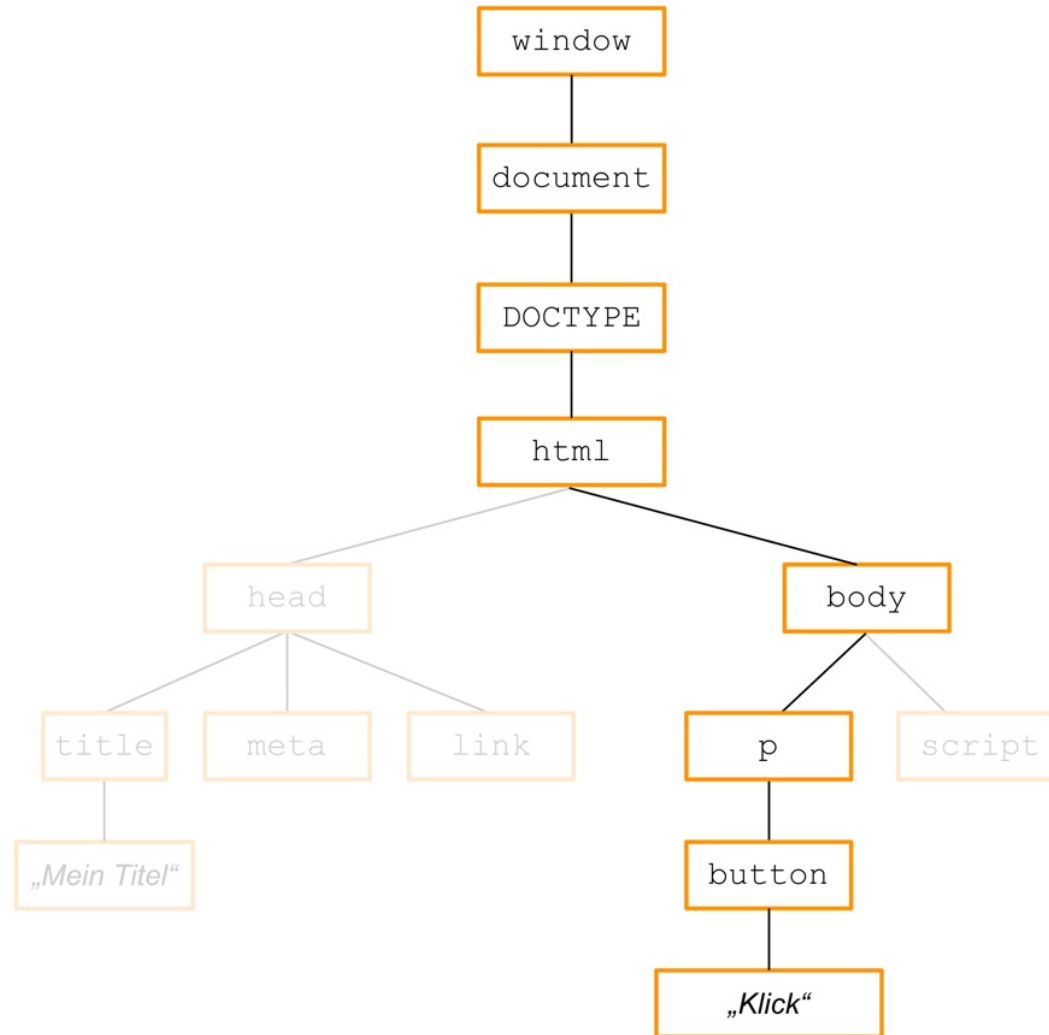 window
document
DOCTYPE
html
head
body
title
meta
link
p
script
„Mein Titel“
button
„Klick“